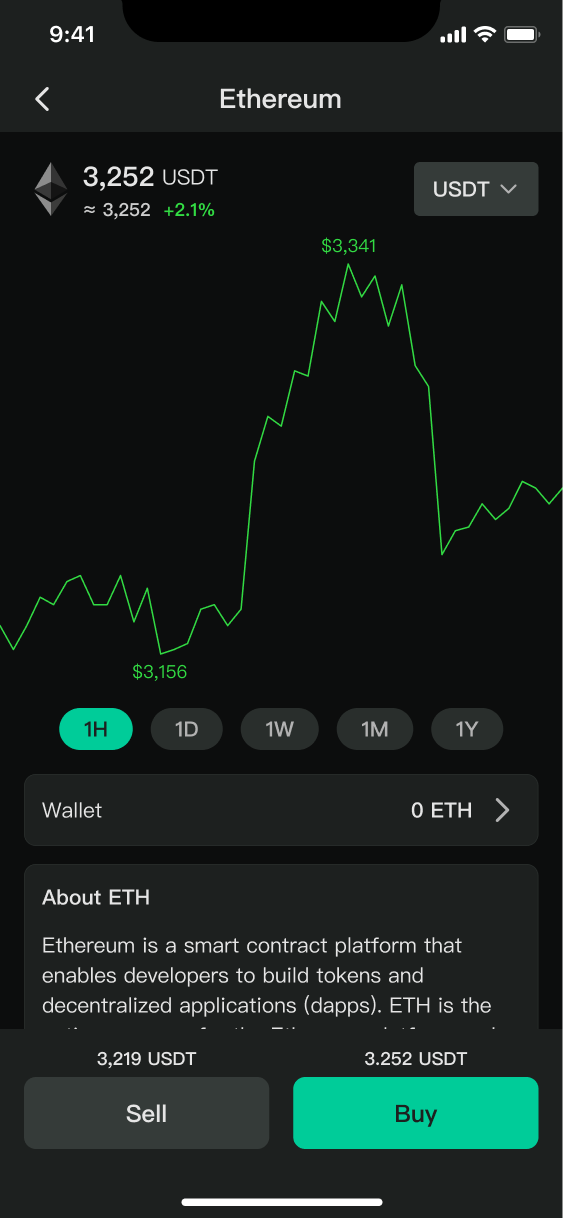 9:41
Ethereum
3,252 USDT
≈ 3,252 +2.1%
USDT
$3,341
$3,156
1H 1D 1W 1M 1Y
Wallet 0 ETH
About ETH
Ethereum is a smart contract platform that
enables developers to build tokens and
decentralized applications (dapps). ETH is the
3,219 USDT 3.252 USDT
Sell Buy